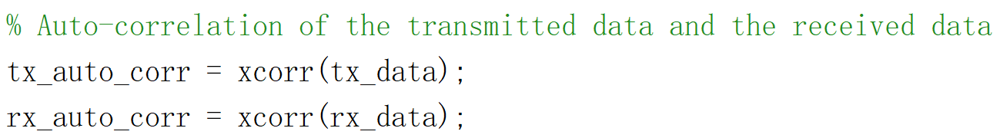 % Auto-correlation of the transmitted data and the received data
tx_auto_corr = xcorr(tx_data);
rx_auto_corr = xcorr(rx_data);